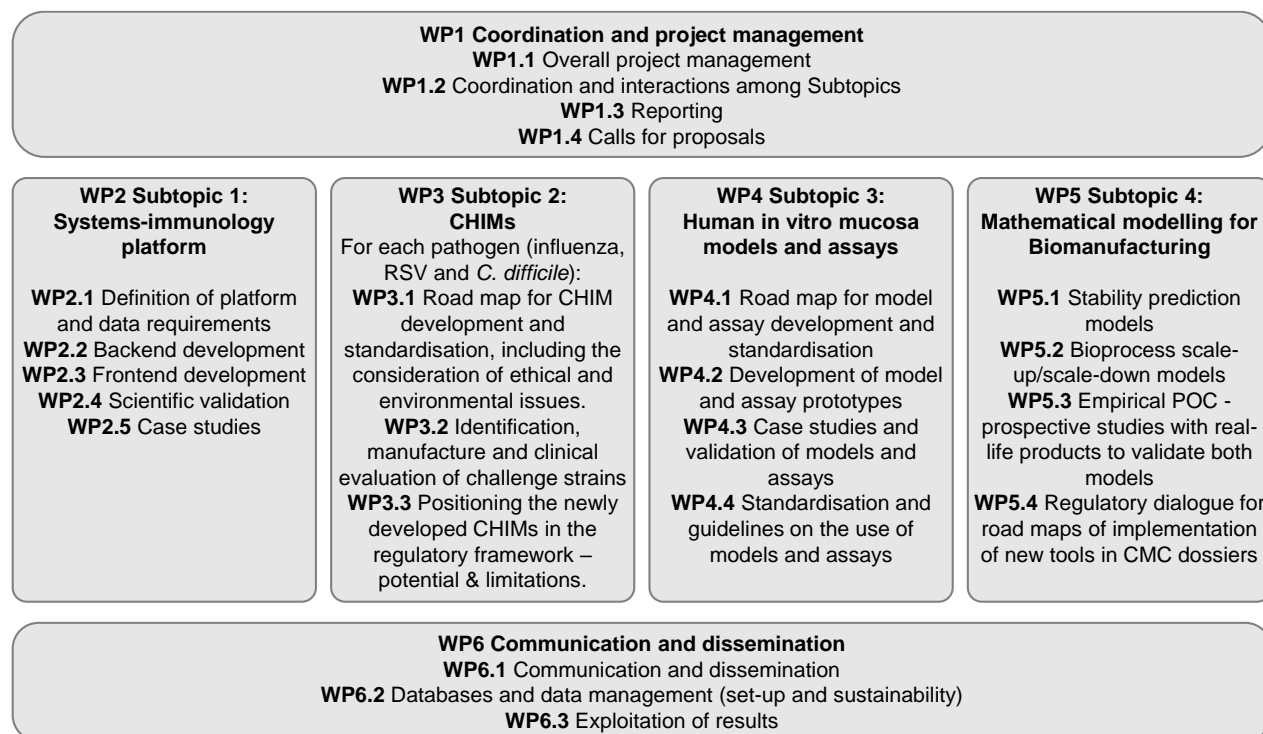 WP1 Coordination and project management
WP1.1 Overall project management
WP1.2 Coordination and interactions among Subtopics
WP1.3 Reporting
WP1.4 Calls for proposals
WP2 Subtopic 1:
Systems-immunology
platform
WP2.1 Definition of platform
and data requirements
WP2.2 Backend development
WP2.3 Frontend development
WP2.4 Scientific validation
WP2.5 Case studies
WP3 Subtopic 2:
CHIMs
For each pathogen (influenza,
RSV and C. difficile):
WP3.1 Road map for CHIM
development and
standardisation, including the
consideration of ethical and
environmental issues.
WP3.2 Identification,
manufacture and clinical
evaluation of challenge strains
WP3.3 Positioning the newly
developed CHIMs in the
regulatory framework –
potential & limitations.
WP4 Subtopic 3:
Human in vitro mucosa
models and assays
WP4.1 Road map for model
and assay development and
standardisation
WP4.2 Development of model
and assay prototypes
WP4.3 Case studies and
validation of models and
assays
WP4.4 Standardisation and
guidelines on the use of
models and assays
WP5 Subtopic 4:
Mathematical modelling for
Biomanufacturing
WP5.1 Stability prediction
models
WP5.2 Bioprocess scale-
up/scale-down models
WP5.3 Empirical POC -
prospective studies with real-
life products to validate both
models
WP5.4 Regulatory dialogue for
road maps of implementation
of new tools in CMC dossiers
WP6 Communication and dissemination
WP6.1 Communication and dissemination
WP6.2 Databases and data management (set-up and sustainability)
WP6.3 Exploitation of results